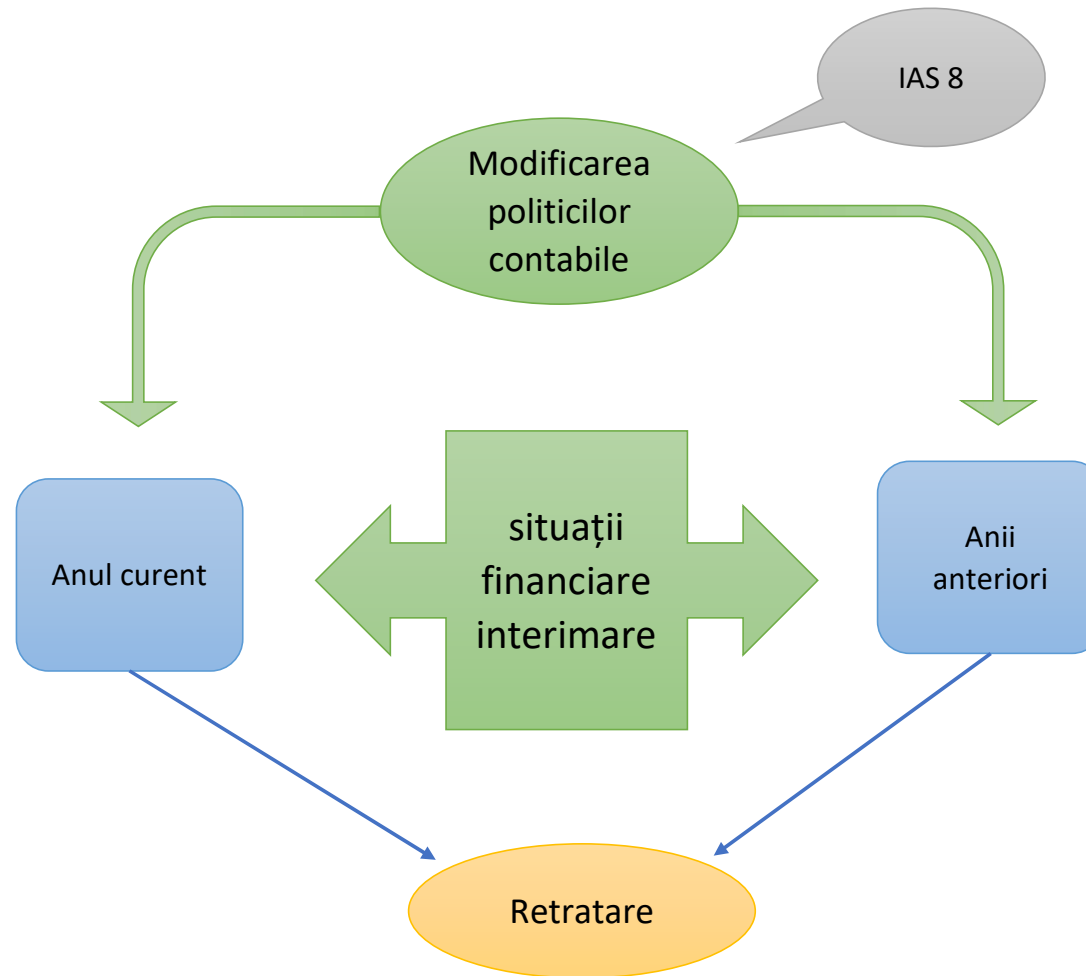 IAS 8
Modificarea
politicilor
contabile
situații
financiare
interimare
Anul curent
Anii
anteriori
Retratare